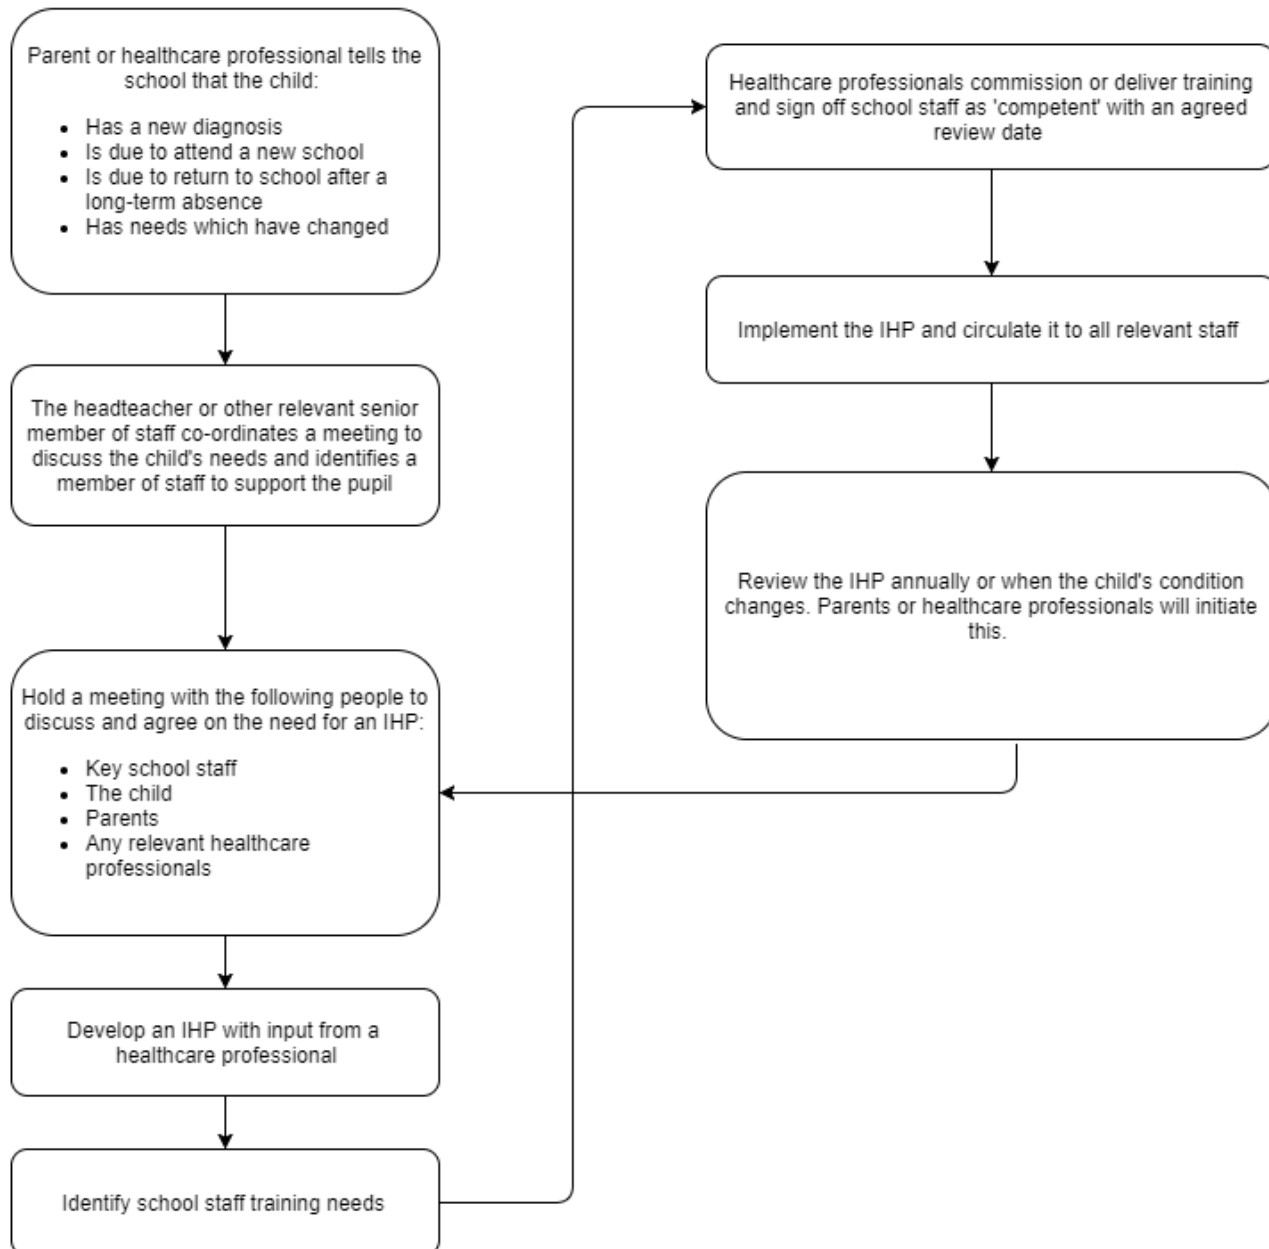 Parent or healthcare professional tells the
school that the child:
• Has a new diagnosis
• Is due to attend a new school
• Is due to return to school after a
long-term absence
• Has needs which have changed
The headteacher or other relevant senior
member of staff co-ordinates a meeting to
discuss the child's needs and identifies a
member of staff to support the pupil
Hold a meeting with the following people to
discuss and agree on the need for an IHP:
• Key school staff
• The child
• Parents
• Any relevant healthcare
professionals
Develop an IHP with input from a
healthcare professional
Identify school staff training needs
Healthcare professionals commission or deliver training
and sign off school staff as 'competent' with an agreed
review date
Implement the IHP and circulate it to all relevant staff
Review the IHP annually or when the child's condition
changes. Parents or healthcare professionals will initiate
this.